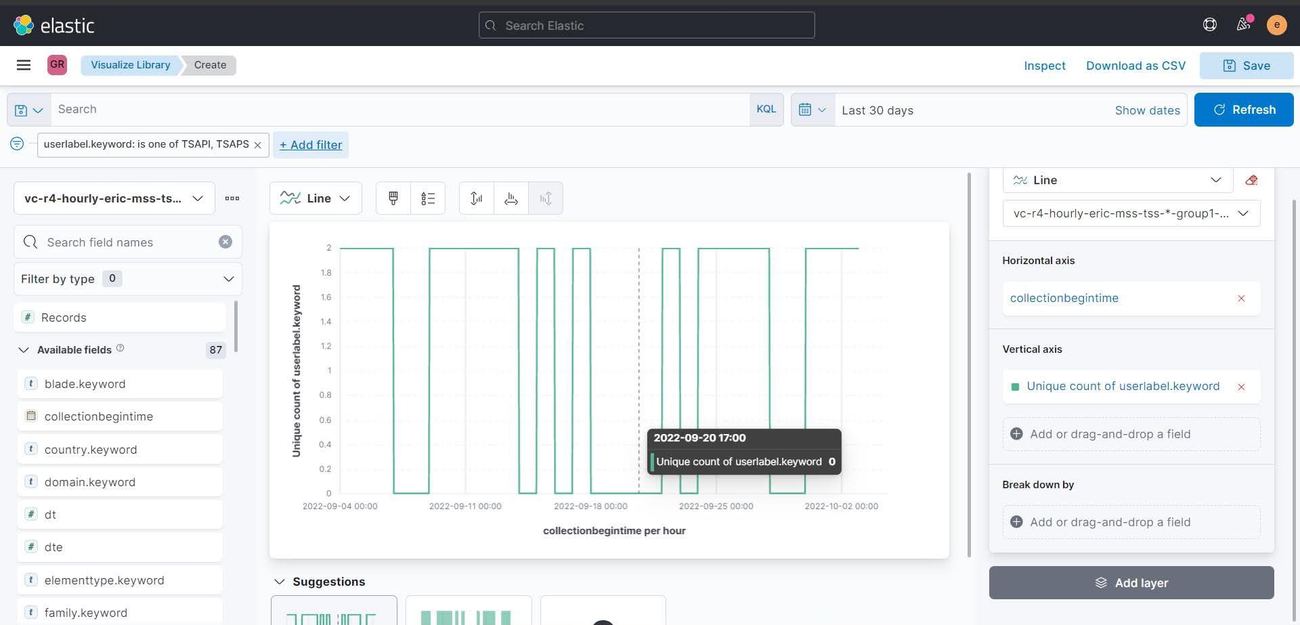 elastic
Search Elastic
e
GR
Visualize Library
Create
Inspect
Download as CSV
Save
Search
KQL
Last 30 days
Show dates
Refresh
userlabel.keyword: is one of TSAPI, TSAPS
+ Add filter
vc-r4-hourly-eric-mss-ts...
Search field names
Filter by type 0
# Records
Available fields
87
t blade.keyword
collectionbegintime
t country.keyword
t domain.keyword
# dt
# dte
t elementtype.keyword
t family.keyword
Line
Unique count of userlabel.keyword
2
1.8
1.6
1.4
1.2
1
0.8
0.6
0.4
0.2
0
2022-09-04 00:00
2022-09-11 00:00
2022-09-18 00:00
2022-09-25 00:00
2022-10-02 00:00
collectionbegintime per hour
2022-09-20 17:00
Unique count of userlabel.keyword 0
Suggestions
Line
vc-r4-hourly-eric-mss-tss-*-group1-...
Horizontal axis
collectionbegintime
Vertical axis
Unique count of userlabel.keyword
Add or drag-and-drop a field
Break down by
Add or drag-and-drop a field
Add layer